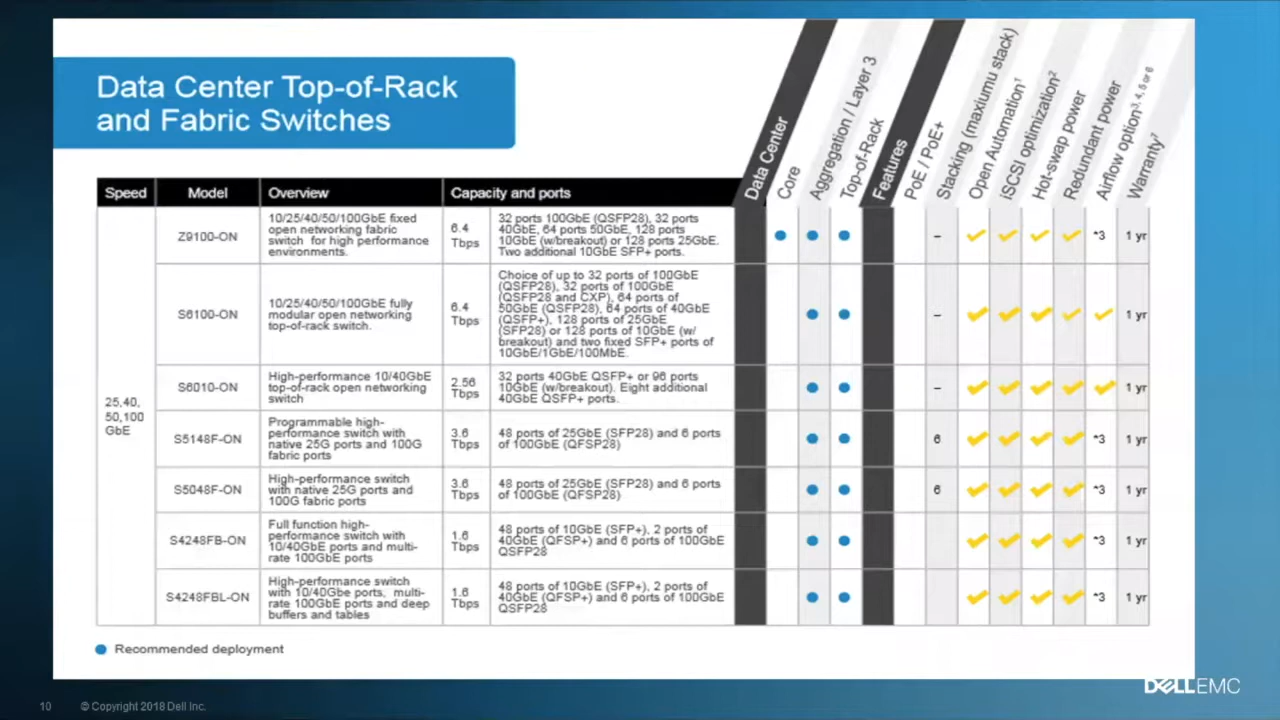 Data Center Top-of-Rack
and Fabric Switches
Data Center
Core
Aggregation / Layer 3
Top-of-Rack
Features
PoE / PoE+
Stacking (maxiumu stack)
Open Automation¹
iSCSI optimization²
Hot-swap power
Redundant power
Airflow option³, ⁴, ⁵ or ⁶
Warranty⁷
Speed Model Overview Capacity and ports
25,40,
50,100
GbE
Z9100-ON
10/25/40/50/100GbE fixed
open networking fabric
switch for high performance
environments.
6.4
Tbps
32 ports 100GbE (QSFP28), 32 ports
40GbE, 64 ports 50GbE, 128 ports
10GbE (w/breakout) or 128 ports 25GbE.
Two additional 10GbE SFP+ ports.
– *3 1 yr
S6100-ON
10/25/40/50/100GbE fully
modular open networking
top-of-rack switch.
6.4
Tbps
Choice of up to 32 ports of 100GbE
(QSFP28), 32 ports of 100GbE
(QSFP28 and CXP), 64 ports of
50GbE (QSFP28), 64 ports of 40GbE
(QSFP+), 128 ports of 25GbE
(SFP28) or 128 ports of 10GbE (w/
breakout) and two fixed SFP+ ports of
10GbE/1GbE/100MbE.
– 1 yr
S6010-ON
High-performance 10/40GbE
top-of-rack open networking
switch
2.56
Tbps
32 ports 40GbE QSFP+ or 96 ports
10GbE (w/breakout). Eight additional
40GbE QSFP+ ports.
– 1 yr
S5148F-ON
Programmable high-
performance switch with
native 25G ports and 100G
fabric ports
3.6
Tbps
48 ports of 25GbE (SFP28) and 6 ports
of 100GbE (QFSP28)
6 *3 1 yr
S5048F-ON
High-performance switch
with native 25G ports and
100G fabric ports
3.6
Tbps
48 ports of 25GbE (SFP28) and 6 ports
of 100GbE (QFSP28)
6 *3 1 yr
S4248FB-ON
Full function high-
performance switch with
10/40GbE ports and multi-
rate 100GbE ports
1.6
Tbps
48 ports of 10GbE (SFP+), 2 ports of
40GbE (QFSP+) and 6 ports of 100GbE
QSFP28
*3 1 yr
S4248FBL-ON
High-performance switch
with 10/40Gbe ports, multi-
rate 100GbE ports and deep
buffers and tables
1.6
Tbps
48 ports of 10GbE (SFP+), 2 ports of
40GbE (QFSP+) and 6 ports of 100GbE
QSFP28
*3 1 yr
Recommended deployment
DELLEMC
10 © Copyright 2018 Dell Inc.